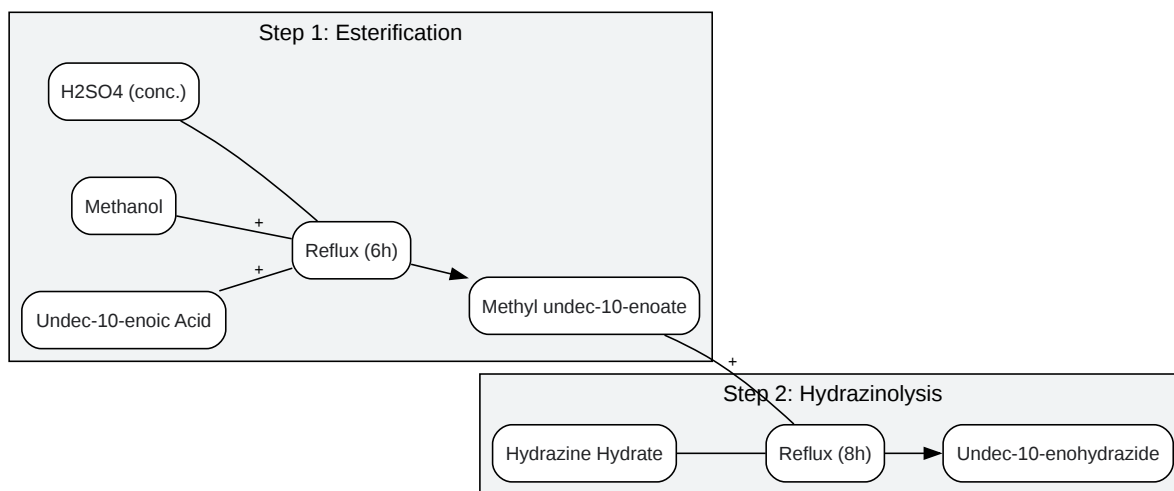 Step 1: Esterification
H2SO4 (conc.)
Methanol
+
Reflux (6h)
+
Undec-10-enoic Acid
Methyl undec-10-enoate
+
Step 2: Hydrazinolysis
Hydrazine Hydrate
Reflux (8h)
Undec-10-enohydrazide